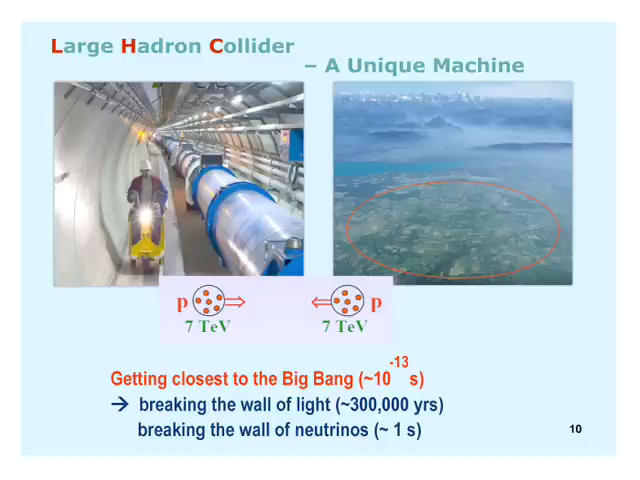 Large Hadron Collider
– A Unique Machine
p p
7 TeV 7 TeV
Getting closest to the Big Bang (~10-13 s)
→ breaking the wall of light (~300,000 yrs)
breaking the wall of neutrinos (~ 1 s)
10